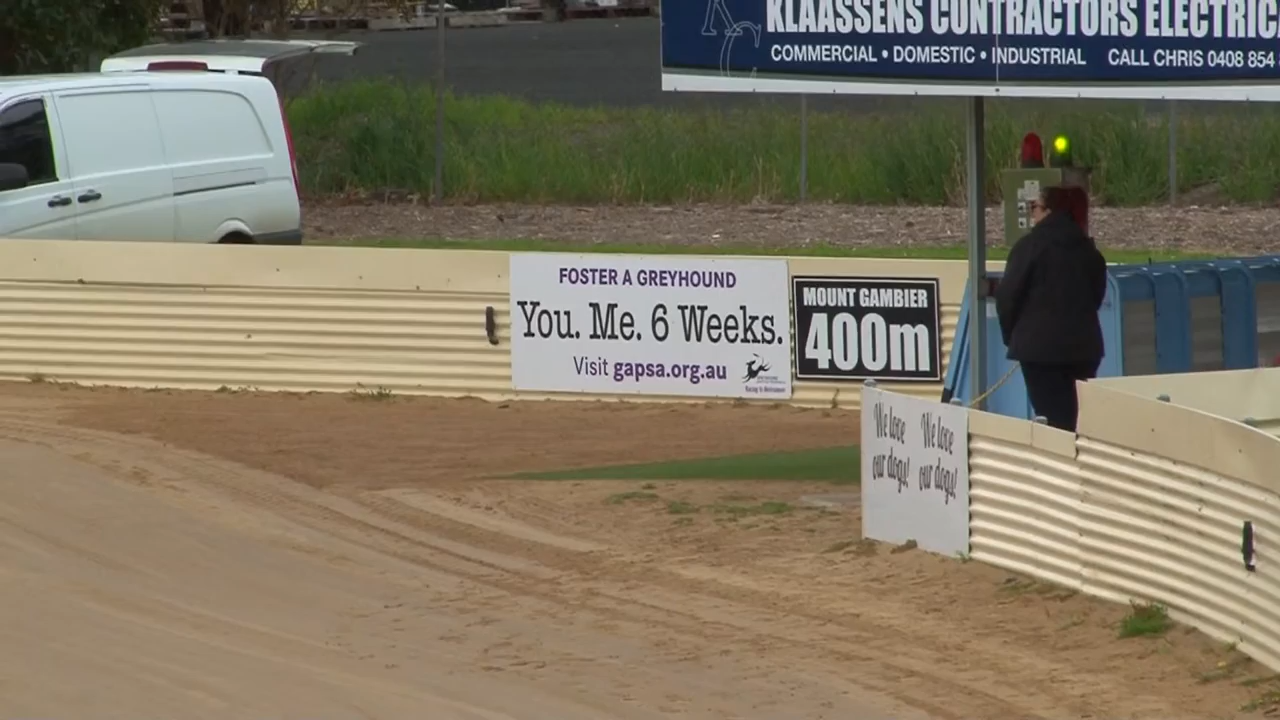 KLAASSENS CONTRACTORS ELECTRICA
COMMERCIAL • DOMESTIC • INDUSTRIAL CALL CHRIS 0408 854
FOSTER A GREYHOUND
You. Me. 6 Weeks.
Visit gapsa.org.au
MOUNT GAMBIER
400m
We love
our dogs!
We love
our dogs!